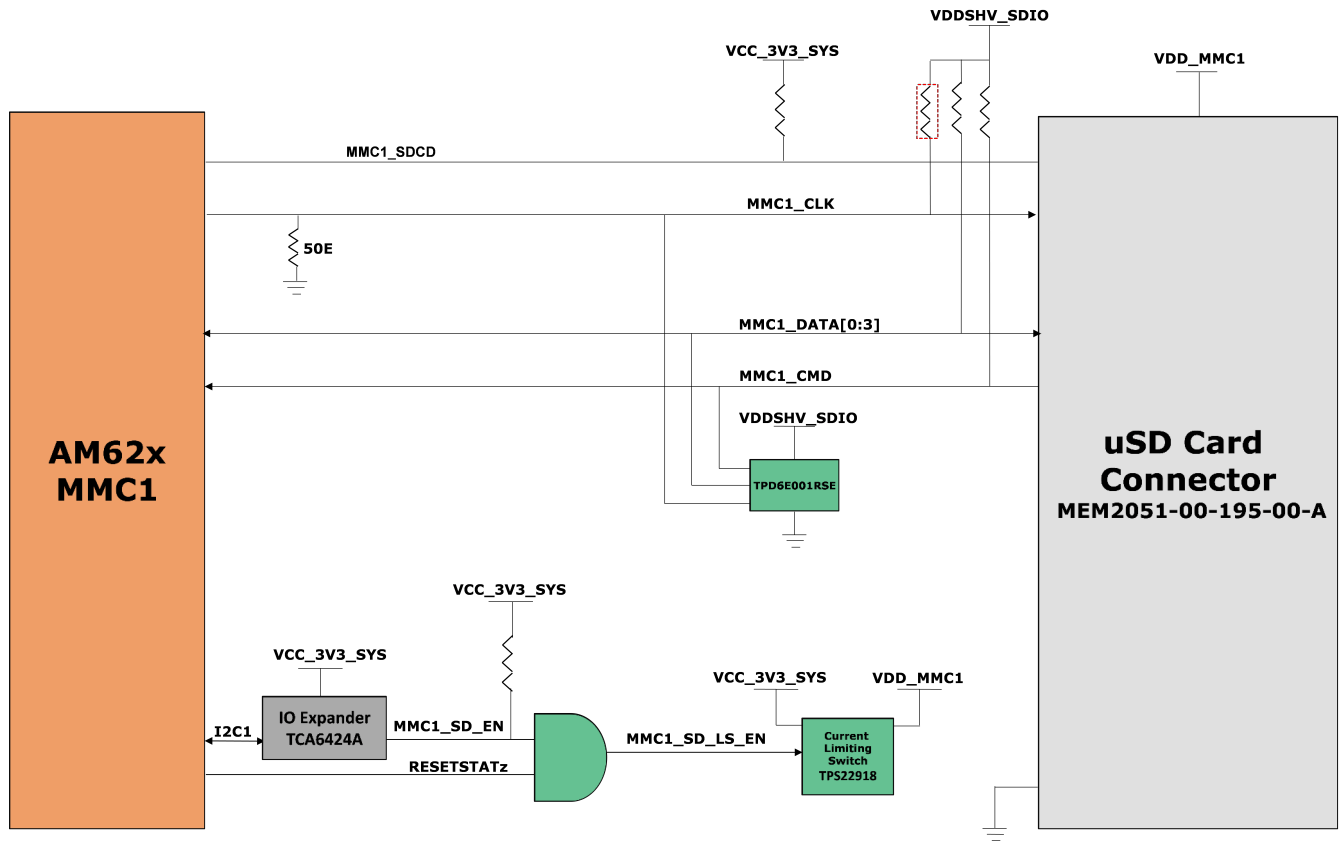 VDDSHV_SDIO
VCC_3V3_SYS
VDD_MMC1
MMC1_SDCD
MMC1_CLK
50E
MMC1_DATA[0:3]
MMC1_CMD
VDDSHV_SDIO
AM62x
MMC1
uSD Card
Connector
MEM2051-00-195-00-A
TPD6E001RSE
VCC_3V3_SYS
VCC_3V3_SYS
VCC_3V3_SYS
VDD_MMC1
IO Expander
TCA6424A
I2C1
MMC1_SD_EN
MMC1_SD_LS_EN
RESETSTATz
Current
Limiting
Switch
TPS22918